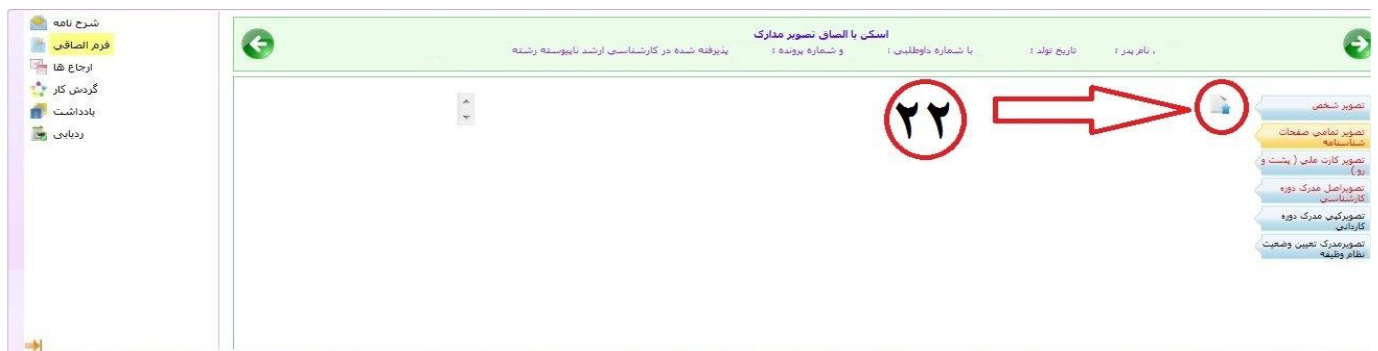 اسکن یا الصاق تصویر مدارک
، نام پدر : تاریخ تولد : با شماره داوطلبی : و شماره پرونده : پذیرفته شده در کارشناسی ارشد ناپیوسته رشته
تصویر شخص
تصویر تمامی صفحات
شناسنامه
تصویر کارت ملی ( پشت و
رو )
تصویراصل مدرک دوره
کارشناسی
تصویرکپی مدرک دوره
کاردانی
تصویرمدرک تعیین وضعیت
نظام وظیفه
۲۲
شرح نامه
فرم الصاقی
ارجاع ها
گردش کار
یادداشت
ردیابی